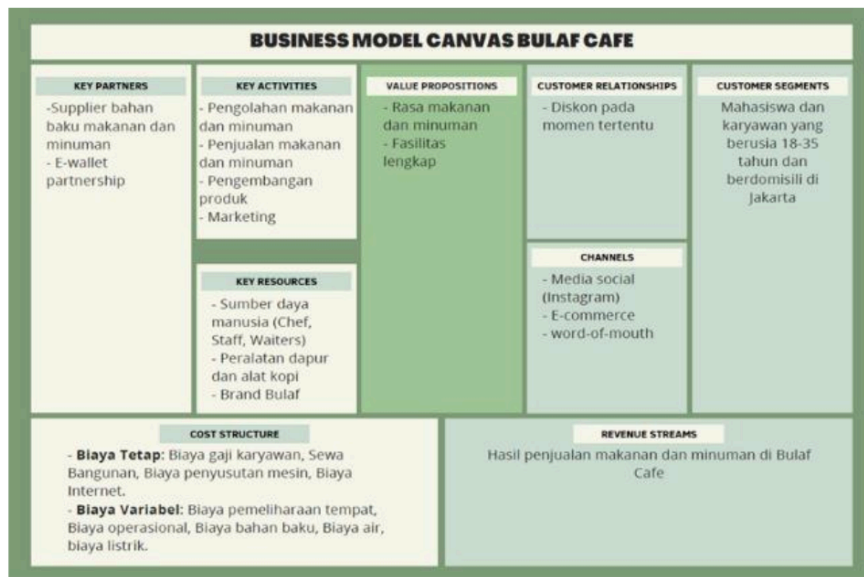 BUSINESS MODEL CANVAS BULAF CAFE
KEY PARTNERS
-Supplier bahan
baku makanan dan
minuman
- E-wallet
partnership
KEY ACTIVITIES
- Pengolahan makanan
dan minuman
- Penjualan makanan
dan minuman
- Pengembangan
produk
- Marketing
KEY RESOURCES
- Sumber daya
manusia (Chef,
Staff, Waiters)
- Peralatan dapur
dan alat kopi
- Brand Bulaf
VALUE PROPOSITIONS
- Rasa makanan
dan minuman
- Fasilitas
lengkap
CUSTOMER RELATIONSHIPS
- Diskon pada
momen tertentu
CHANNELS
- Media social
(Instagram)
- E-commerce
- word-of-mouth
CUSTOMER SEGMENTS
Mahasiswa dan
karyawan yang
berusia 18-35
tahun dan
berdomisili di
Jakarta
COST STRUCTURE
- Biaya Tetap: Biaya gaji karyawan, Sewa
Bangunan, Biaya penyusutan mesin, Biaya
Internet.
- Biaya Variabel: Biaya pemeliharaan tempat,
Biaya operasional, Biaya bahan baku, Biaya air,
biaya listrik.
REVENUE STREAMS
Hasil penjualan makanan dan minuman di Bulaf
Cafe